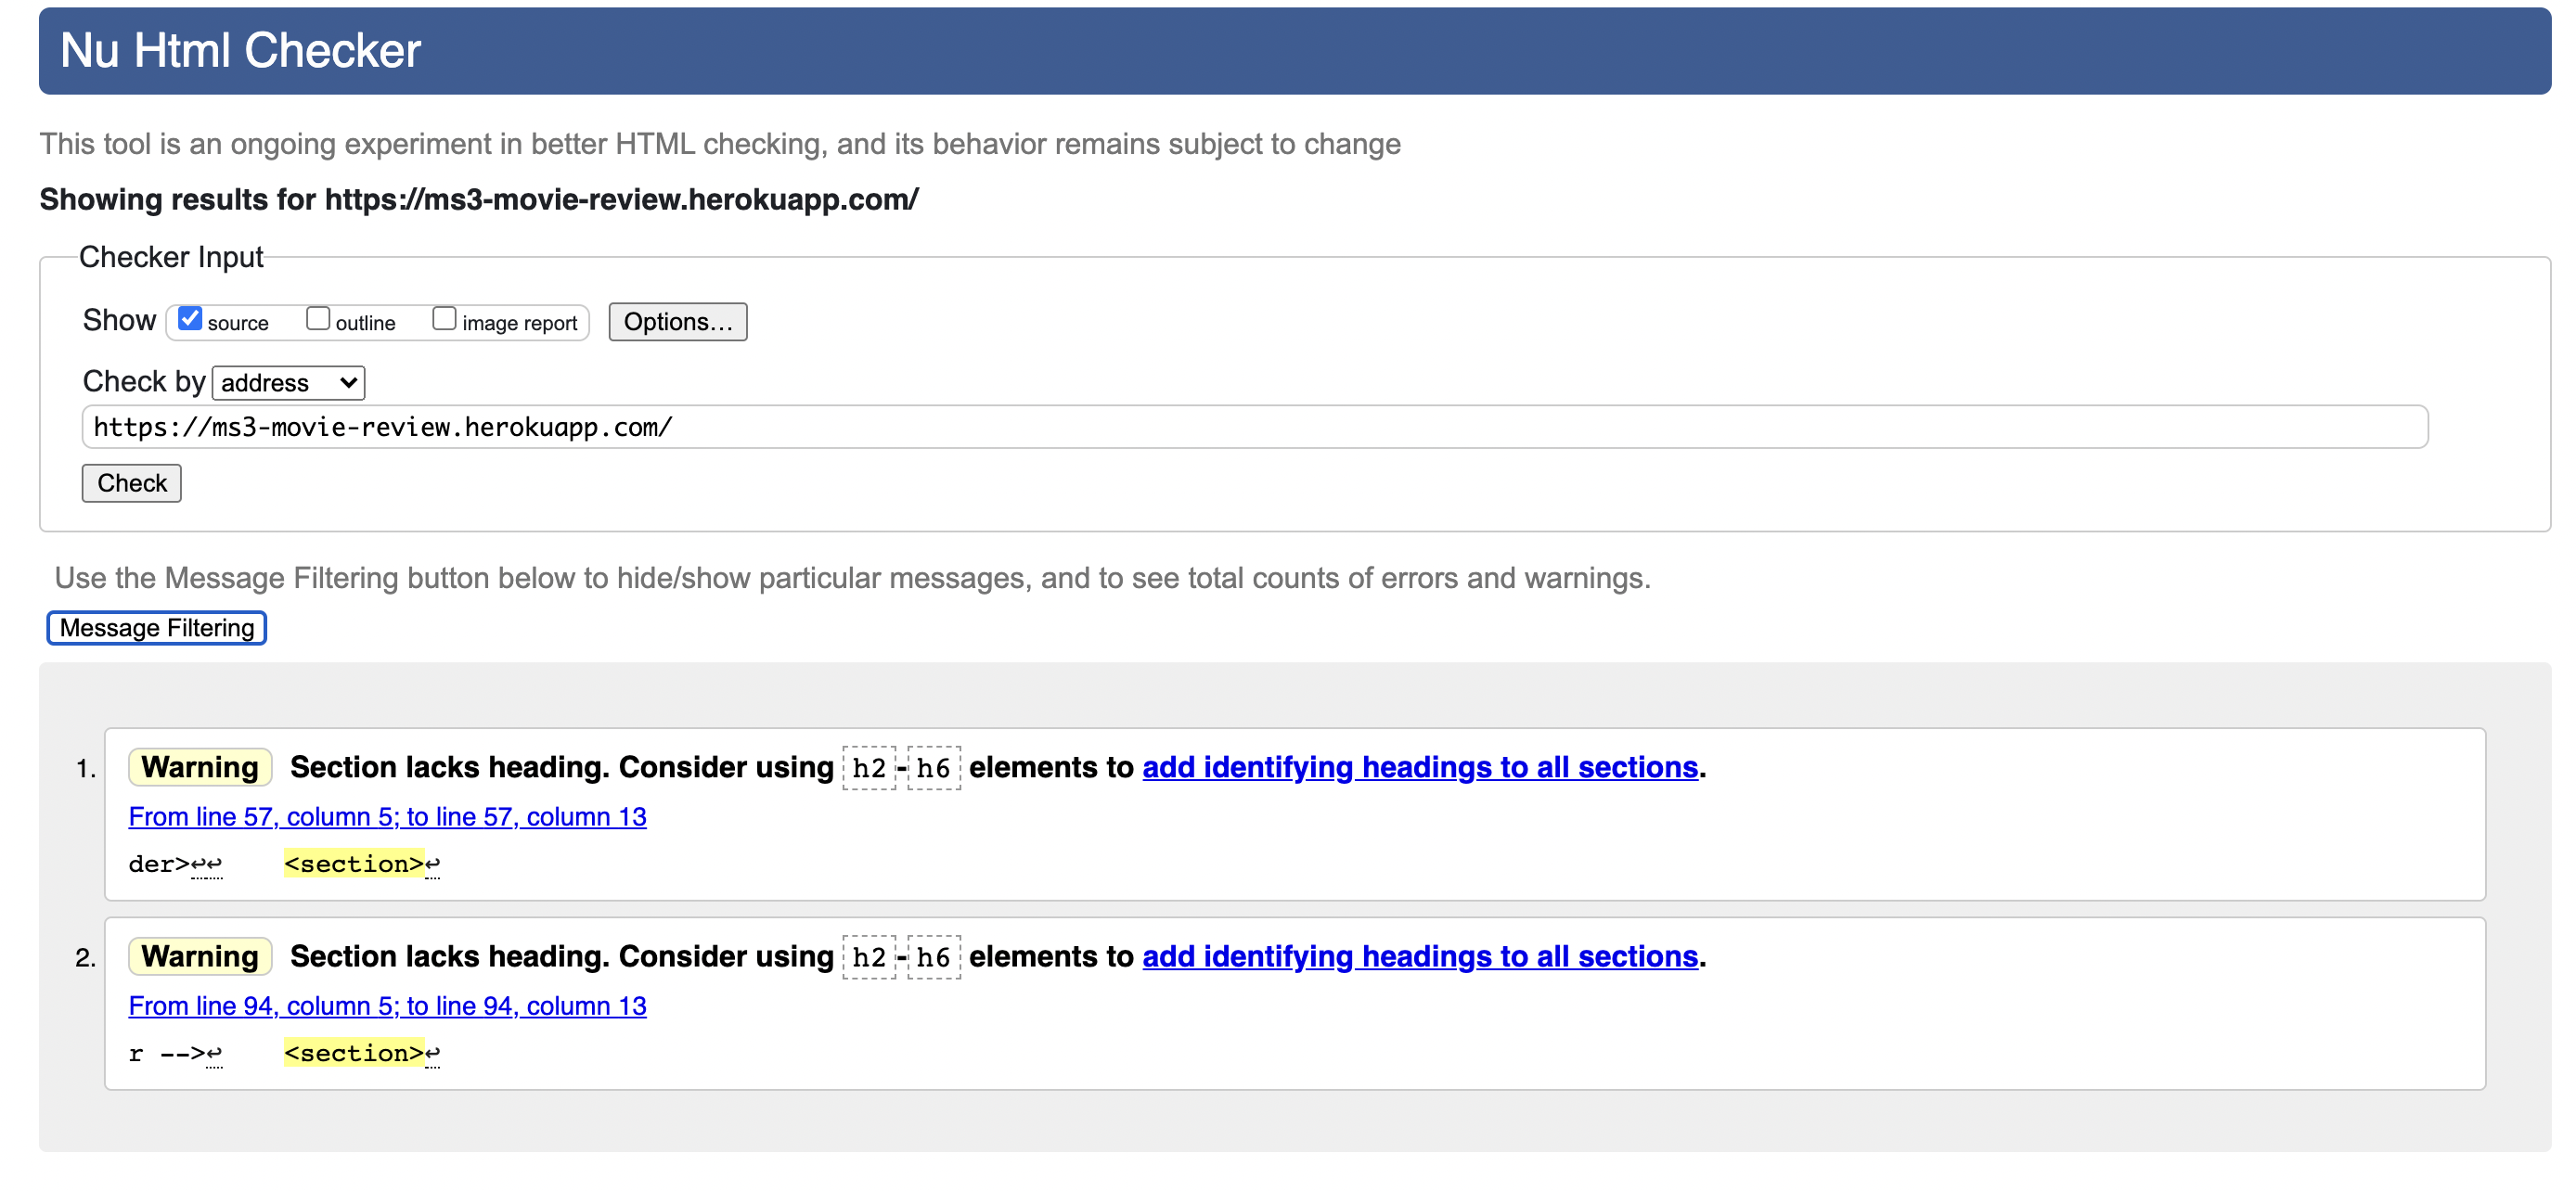 Nu Html Checker
This tool is an ongoing experiment in better HTML checking, and its behavior remains subject to change
Showing results for https://ms3-movie-review.herokuapp.com/
Checker Input
Show source outline image report Options...
Check by address
https://ms3-movie-review.herokuapp.com/
Check
Use the Message Filtering button below to hide/show particular messages, and to see total counts of errors and warnings.
Message Filtering
1. Warning Section lacks heading. Consider using h2-h6 elements to add identifying headings to all sections.
From line 57, column 5; to line 57, column 13
der>↩↩ <section>↩
2. Warning Section lacks heading. Consider using h2-h6 elements to add identifying headings to all sections.
From line 94, column 5; to line 94, column 13
r -->↩ <section>↩